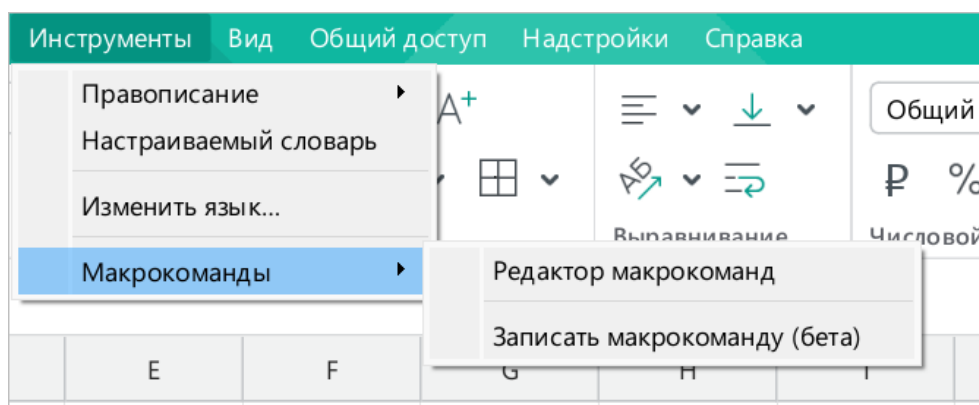 Инструменты Вид Общий доступ Надстройки Справка
Правописание
Настраиваемый словарь
Изменить язык...
Макрокоманды
Редактор макрокоманд
Записать макрокоманду (бета)
A+
Общий
АБ
₽ %
Выравнивание
Числовой
E F G H I